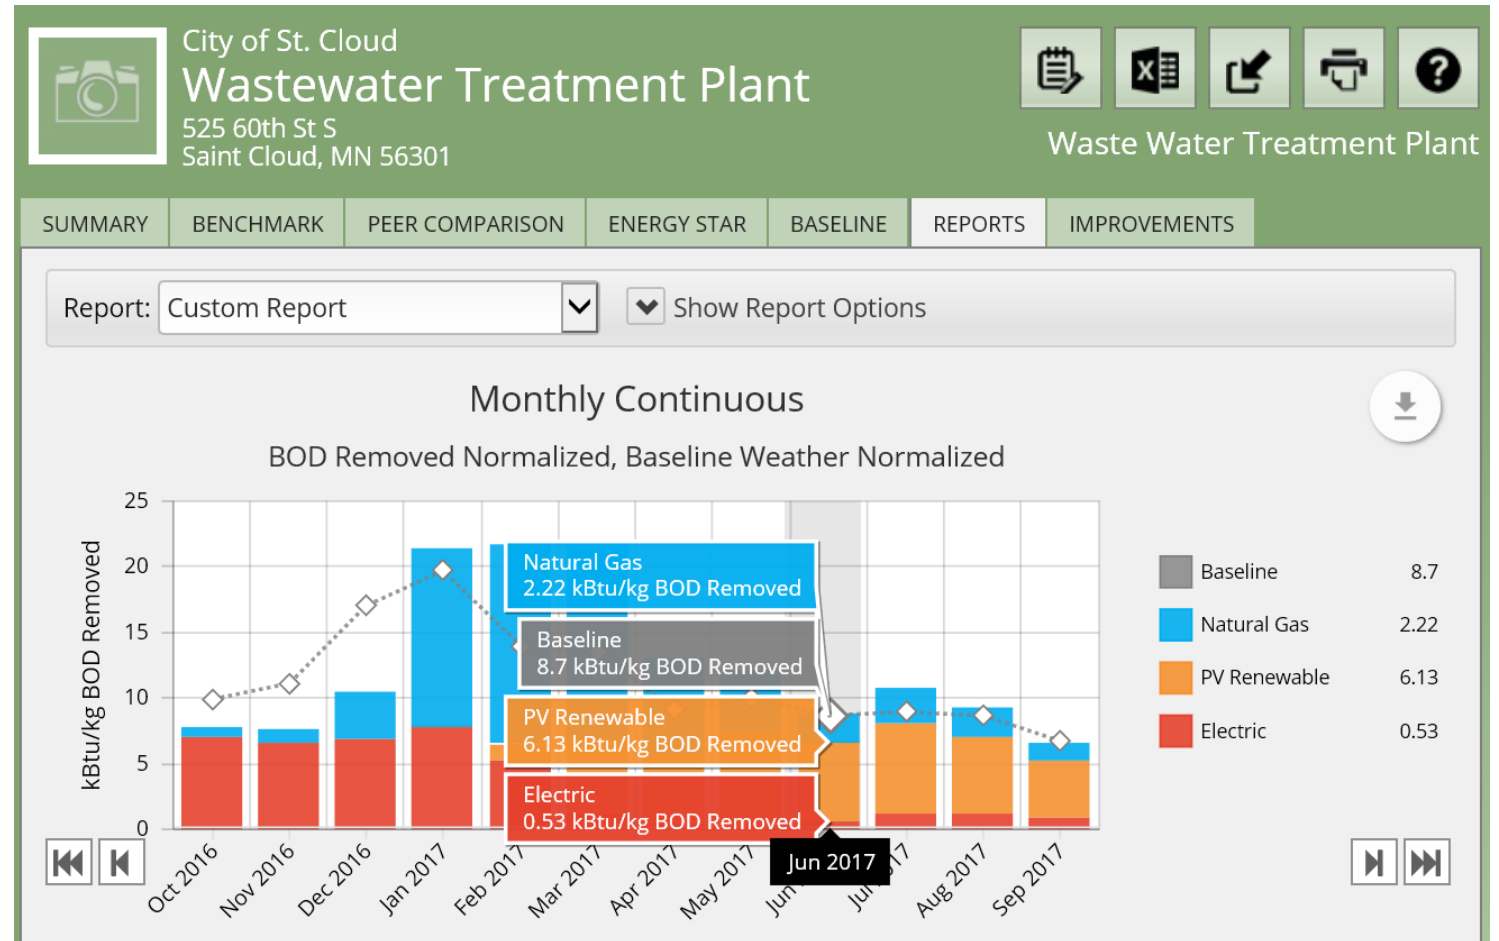 City of St. Cloud
Wastewater Treatment Plant
525 60th St S
Saint Cloud, MN 56301
Waste Water Treatment Plant
SUMMARY
BENCHMARK
PEER COMPARISON
ENERGY STAR
BASELINE
REPORTS
IMPROVEMENTS
Report: Custom Report
Show Report Options
Monthly Continuous
BOD Removed Normalized, Baseline Weather Normalized
kBtu/kg BOD Removed
25
20
15
10
5
0
Natural Gas
2.22 kBtu/kg BOD Removed
Baseline
8.7 kBtu/kg BOD Removed
PV Renewable
6.13 kBtu/kg BOD Removed
Electric
0.53 kBtu/kg BOD Removed
Jun 2017
Oct 2016
Nov 2016
Dec 2016
Jan 2017
Feb 2017
Mar 2017
Apr 2017
May 2017
Jul 2017
Aug 2017
Sep 2017
Baseline 8.7
Natural Gas 2.22
PV Renewable 6.13
Electric 0.53